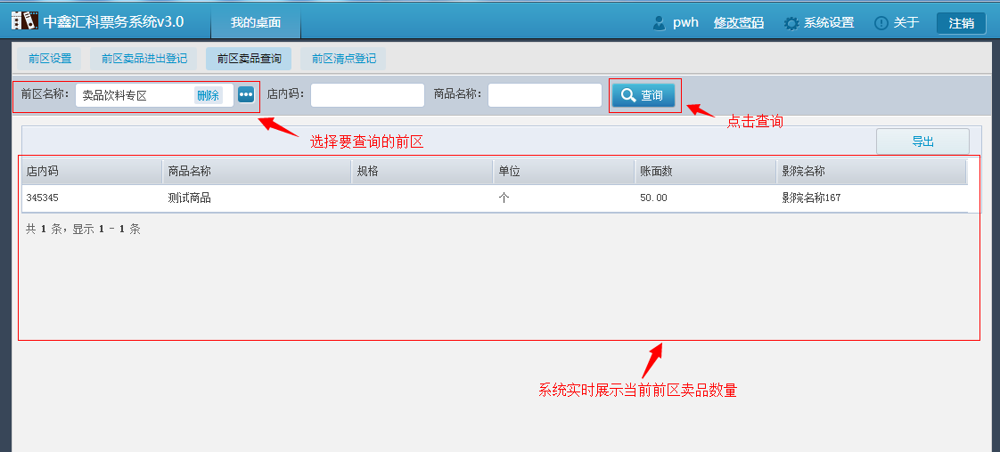 中鑫汇科票务系统v3.0 我的桌面 pwh 修改密码 系统设置 关于 注销
前区设置 前区卖品进出登记 前区卖品查询 前区清点登记
前区名称: 卖品饮料专区 删除 店内码: 商品名称: 查询
点击查询
选择要查询的前区
导出
店内码 商品名称 规格 单位 账面数 影院名称
345345 测试商品 个 50.00 影院名称167
共 1 条, 显示 1 - 1 条
系统实时展示当前前区卖品数量